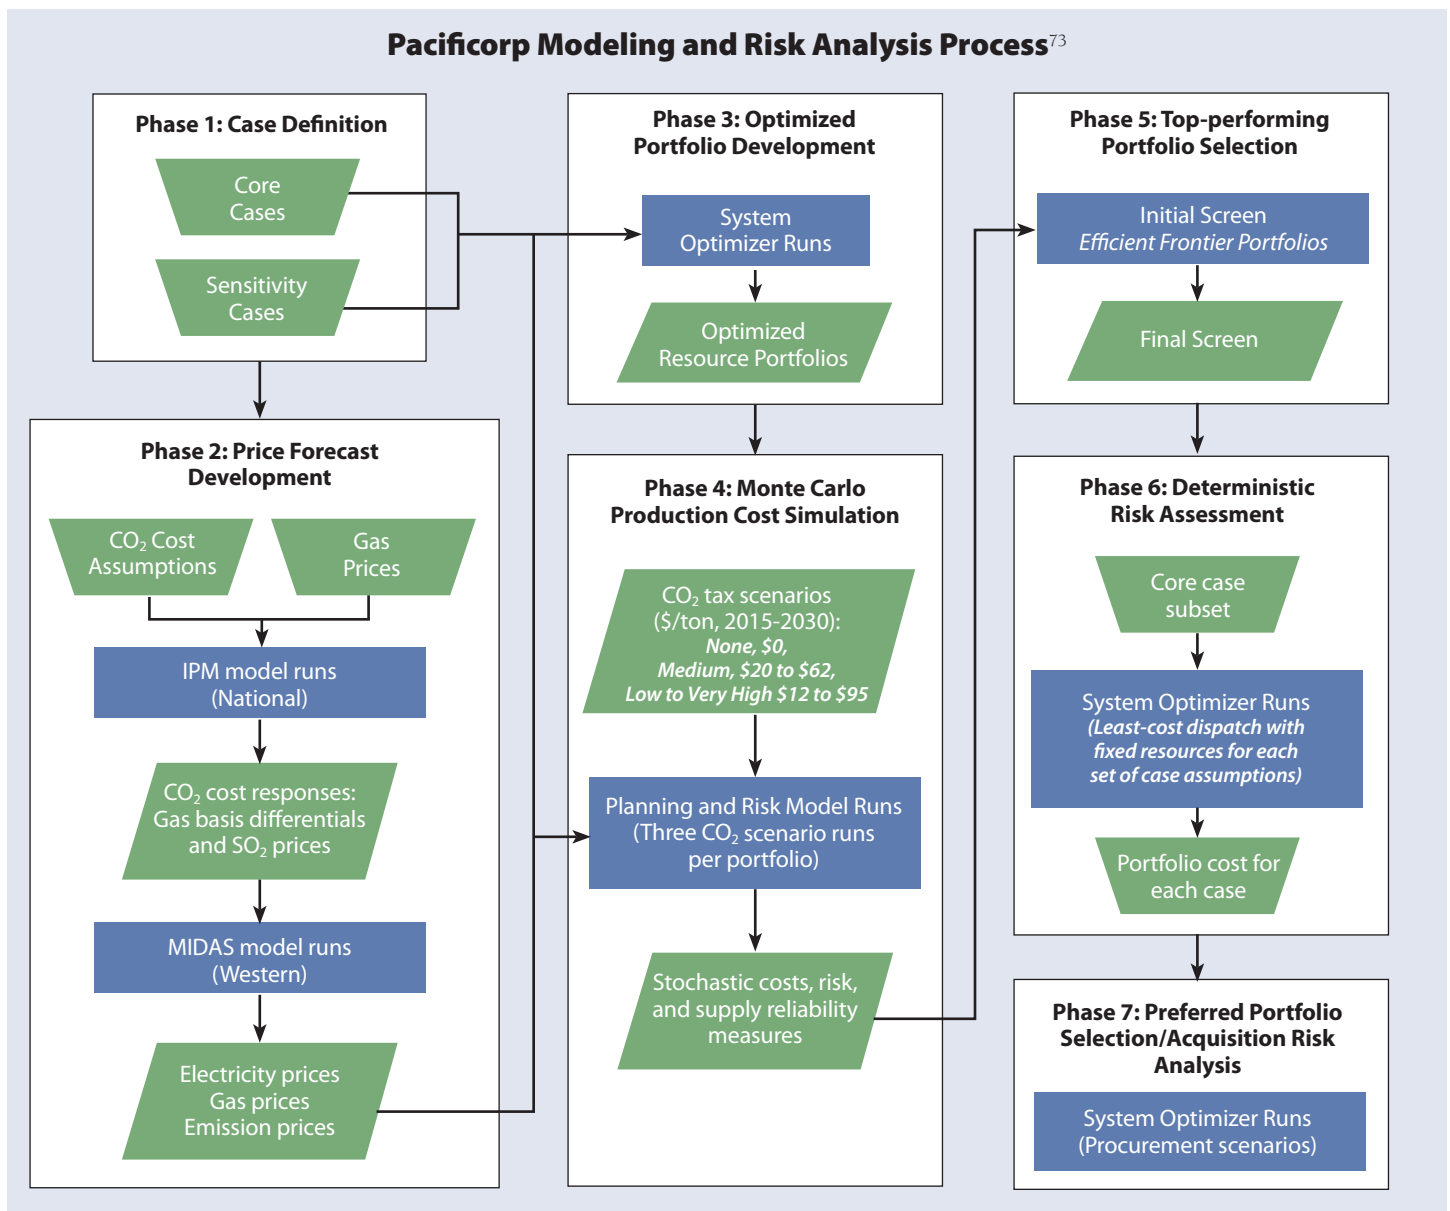 Pacificorp Modeling and Risk Analysis Process73
Phase 1: Case Definition
Core
Cases
Sensitivity
Cases
Phase 2: Price Forecast
Development
CO2 Cost
Assumptions
Gas
Prices
IPM model runs
(National)
CO2 cost responses:
Gas basis differentials
and SO2 prices
MIDAS model runs
(Western)
Electricity prices
Gas prices
Emission prices
Phase 3: Optimized
Portfolio Development
System
Optimizer Runs
Optimized
Resource Portfolios
Phase 4: Monte Carlo
Production Cost Simulation
CO2 tax scenarios
($/ton, 2015-2030):
None, $0,
Medium, $20 to $62,
Low to Very High $12 to $95
Planning and Risk Model Runs
(Three CO2 scenario runs
per portfolio)
Stochastic costs, risk,
and supply reliability
measures
Phase 5: Top-performing
Portfolio Selection
Initial Screen
Efficient Frontier Portfolios
Final Screen
Phase 6: Deterministic
Risk Assessment
Core case
subset
System Optimizer Runs
(Least-cost dispatch with
fixed resources for each
set of case assumptions)
Portfolio cost for
each case
Phase 7: Preferred Portfolio
Selection/Acquisition Risk
Analysis
System Optimizer Runs
(Procurement scenarios)